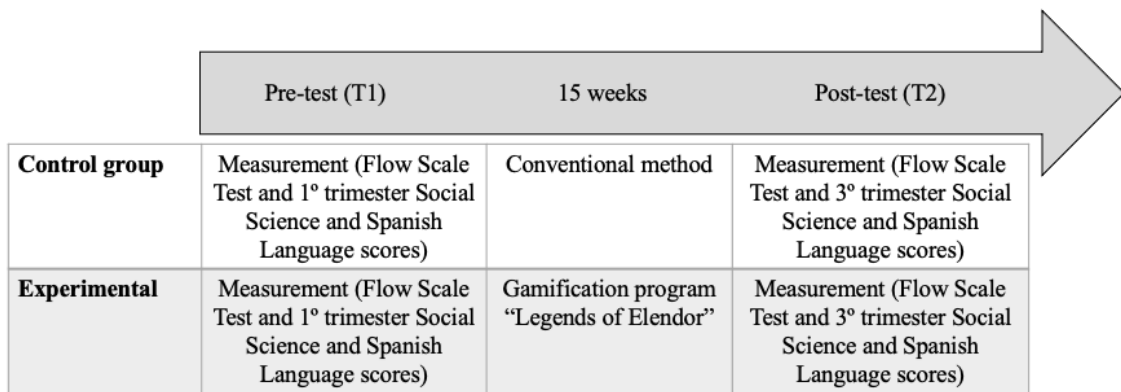 Pre-test (T1) 15 weeks Post-test (T2)
Control group
Measurement (Flow Scale
Test and 1º trimester Social
Science and Spanish
Language scores)
Conventional method
Measurement (Flow Scale
Test and 3º trimester Social
Science and Spanish
Language scores)
Experimental
Measurement (Flow Scale
Test and 1º trimester Social
Science and Spanish
Language scores)
Gamification program
“Legends of Elendor”
Measurement (Flow Scale
Test and 3º trimester Social
Science and Spanish
Language scores)